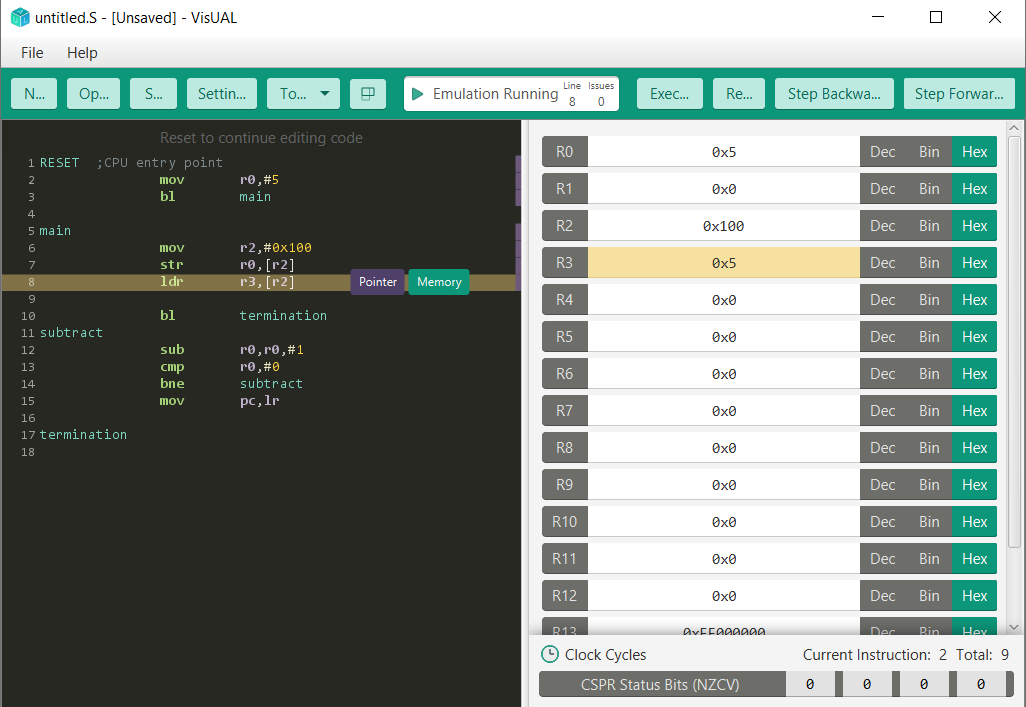 untitled.S - [Unsaved] - VisUAL
File Help
N... Op... S... Settin... To... Emulation Running Line 8 Issues 0 Exec... Re... Step Backwa... Step Forwar...
Reset to continue editing code
1 RESET ;CPU entry point
2 mov r0,#5
3 bl main
4
5 main
6 mov r2,#0x100
7 str r0,[r2]
8 ldr r3,[r2] Pointer Memory
9
10 bl termination
11 subtract
12 sub r0,r0,#1
13 cmp r0,#0
14 bne subtract
15 mov pc,lr
16
17 termination
18
R0 0x5 Dec Bin Hex
R1 0x0 Dec Bin Hex
R2 0x100 Dec Bin Hex
R3 0x5 Dec Bin Hex
R4 0x0 Dec Bin Hex
R5 0x0 Dec Bin Hex
R6 0x0 Dec Bin Hex
R7 0x0 Dec Bin Hex
R8 0x0 Dec Bin Hex
R9 0x0 Dec Bin Hex
R10 0x0 Dec Bin Hex
R11 0x0 Dec Bin Hex
R12 0x0 Dec Bin Hex
R13 0xFF000000 Dec Bin Hex
Clock Cycles Current Instruction: 2 Total: 9
CSPR Status Bits (NZCV) 0 0 0 0